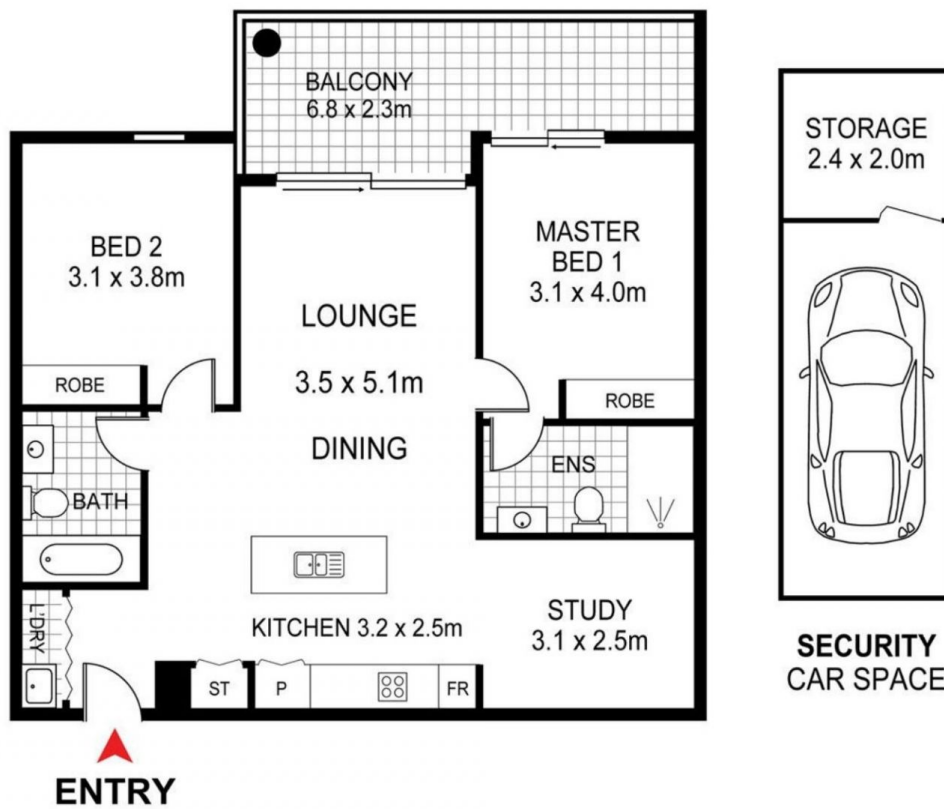 BALCONY
6.8 x 2.3m
STORAGE
2.4 x 2.0m
BED 2
3.1 x 3.8m
MASTER
BED 1
3.1 x 4.0m
LOUNGE
3.5 x 5.1m
DINING
ROBE
ROBE
BATH
ENS
L'DRY
KITCHEN 3.2 x 2.5m
STUDY
3.1 x 2.5m
ST
P
FR
SECURITY
CAR SPACE
ENTRY